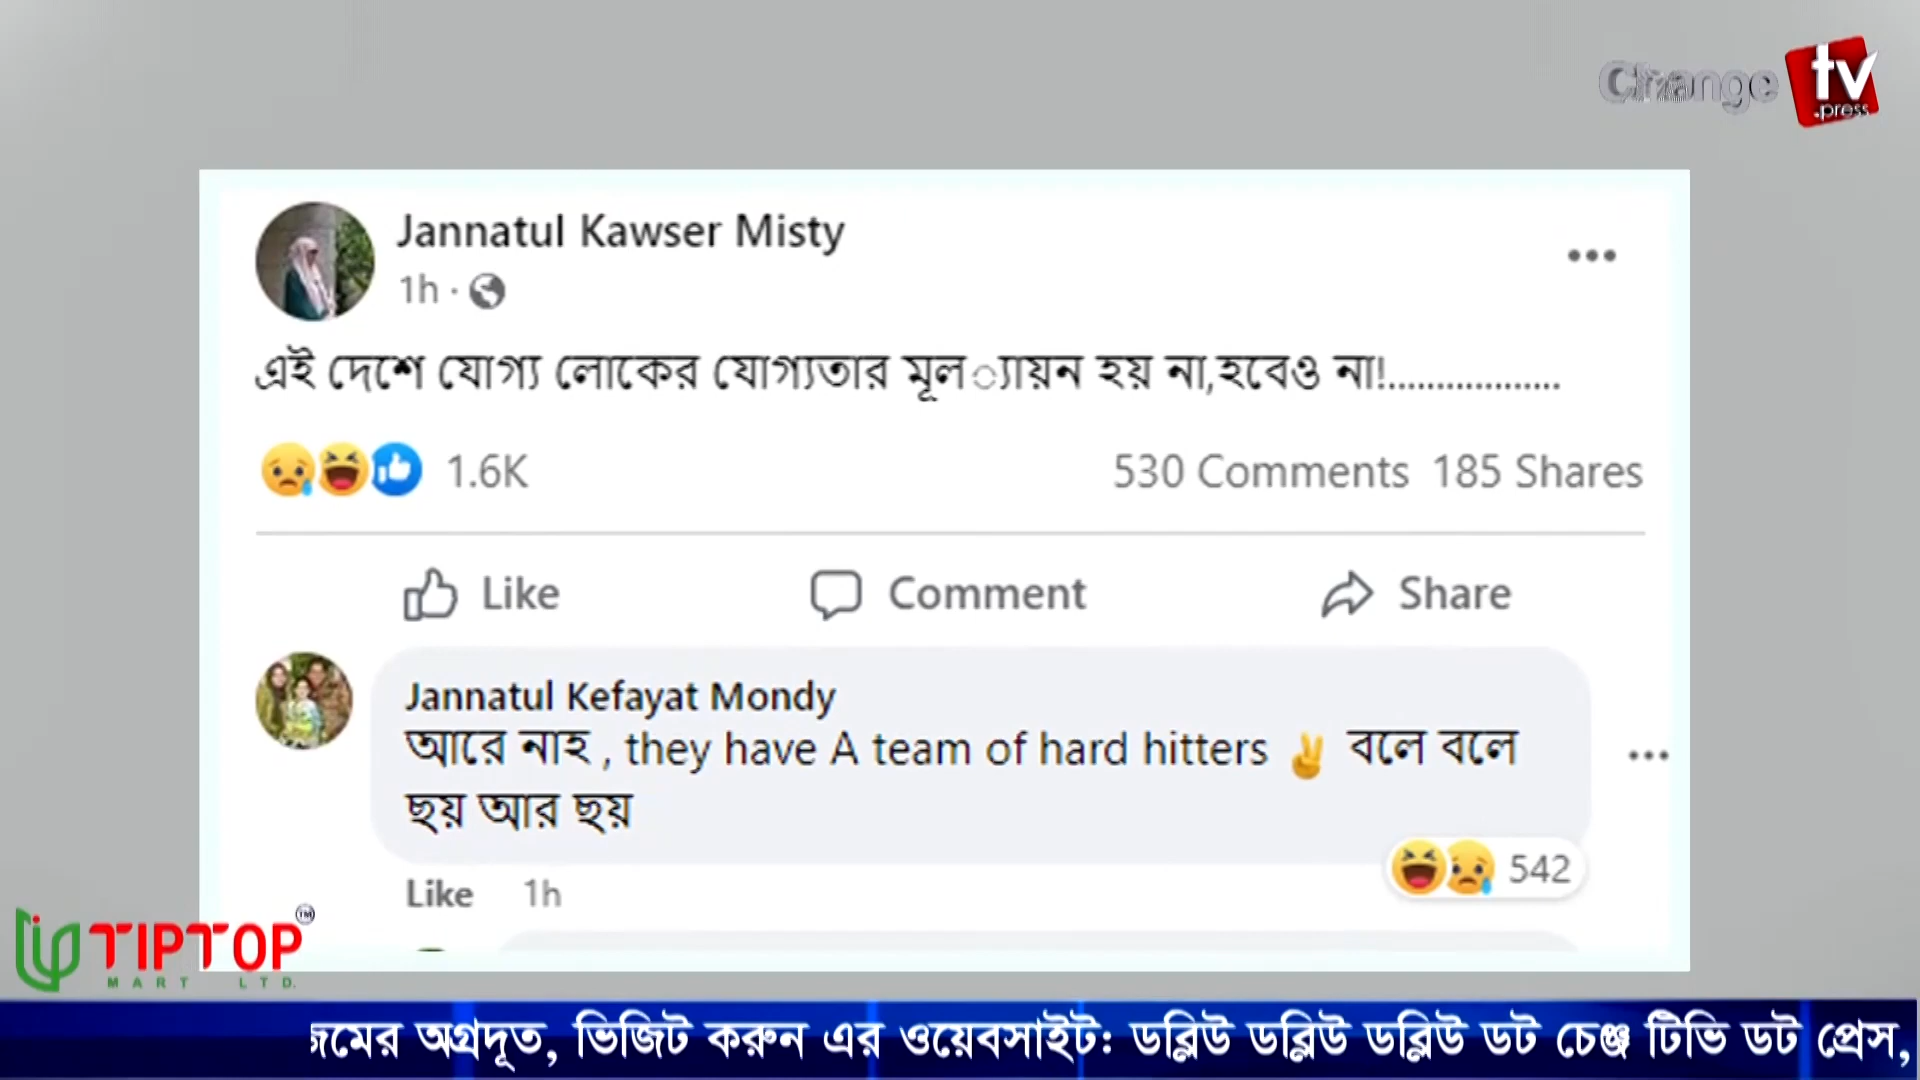 Change tv
.press
Jannatul Kawser Misty
1h ·
এই দেশে যোগ্য লোকের যোগ্যতার মূল্যায়ন হয় না,হবেও না!..................
1.6K 530 Comments 185 Shares
Like Comment Share
Jannatul Kefayat Mondy
আরে নাহ , they have A team of hard hitters ✌ বলে বলে
ছয় আর ছয়
542
Like 1h
TIPTOP TM
MART LTD.
জমের অগ্রদূত, ভিজিট করুন এর ওয়েবসাইট: ডব্লিউ ডব্লিউ ডব্লিউ ডট চেঞ্জ টিভি ডট প্রেস,